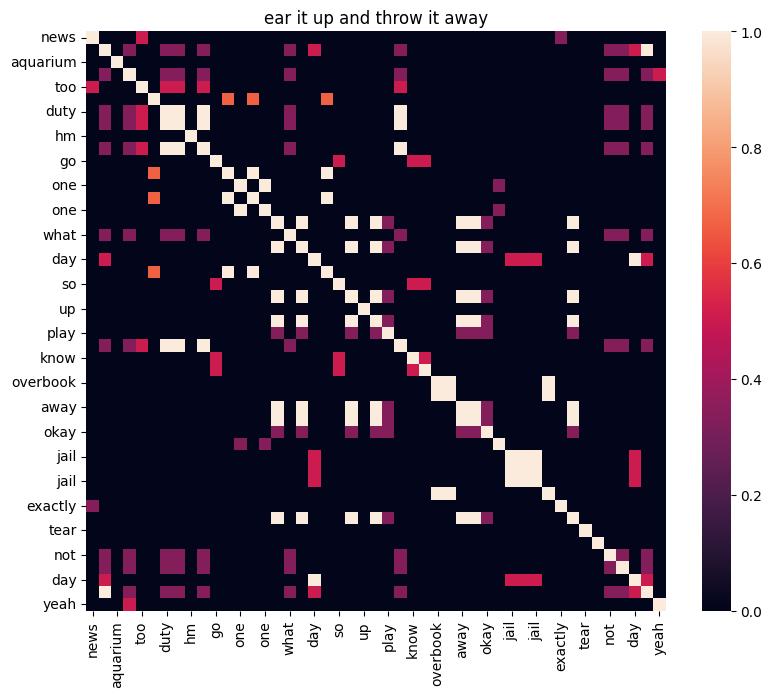 ear it up and throw it away
news
aquarium
too
duty
hm
go
one
one
what
day
so
up
play
know
overbook
away
okay
jail
jail
exactly
tear
not
day
yeah
news
aquarium
too
duty
hm
go
one
one
what
day
so
up
play
know
overbook
away
okay
jail
jail
exactly
tear
not
day
yeah
1.0
0.8
0.6
0.4
0.2
0.0